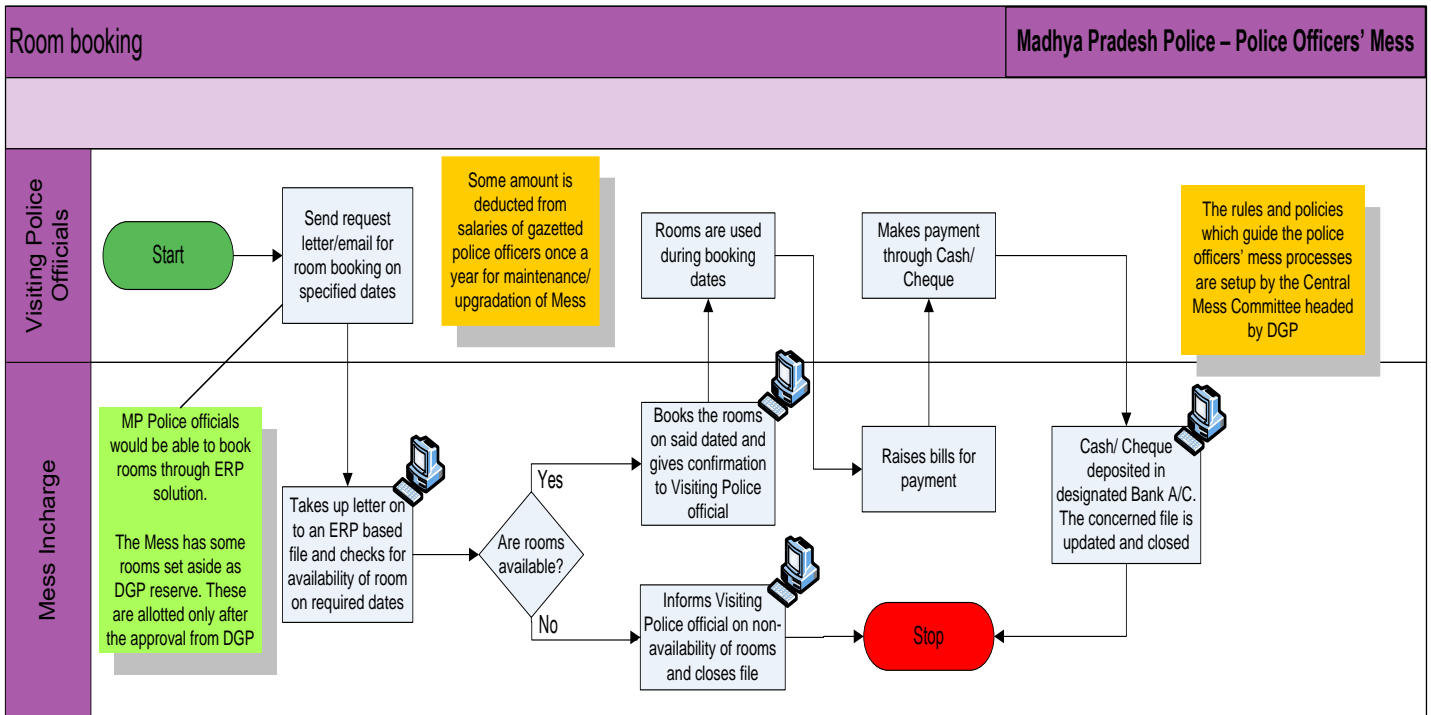 Room booking
Madhya Pradesh Police – Police Officers’ Mess
Visiting Police
Offiicials
Start
Send request
letter/email for
room booking on
specified dates
Some amount is
deducted from
salaries of gazetted
police officers once a
year for maintenance/
upgradation of Mess
Rooms are used
during booking
dates
Makes payment
through Cash/
Cheque
The rules and policies
which guide the police
officers’ mess processes
are setup by the Central
Mess Committee headed
by DGP
Mess Incharge
MP Police officials
would be able to book
rooms through ERP
solution.
The Mess has some
rooms set aside as
DGP reserve. These
are allotted only after
the approval from DGP
Takes up letter on
to an ERP based
file and checks for
availability of room
on required dates
Are rooms
available?
Yes
No
Books the rooms
on said dated and
gives confirmation
to Visiting Police
official
Informs Visiting
Police official on non-
availability of rooms
and closes file
Raises bills for
payment
Stop
Cash/ Cheque
deposited in
designated Bank A/C.
The concerned file is
updated and closed